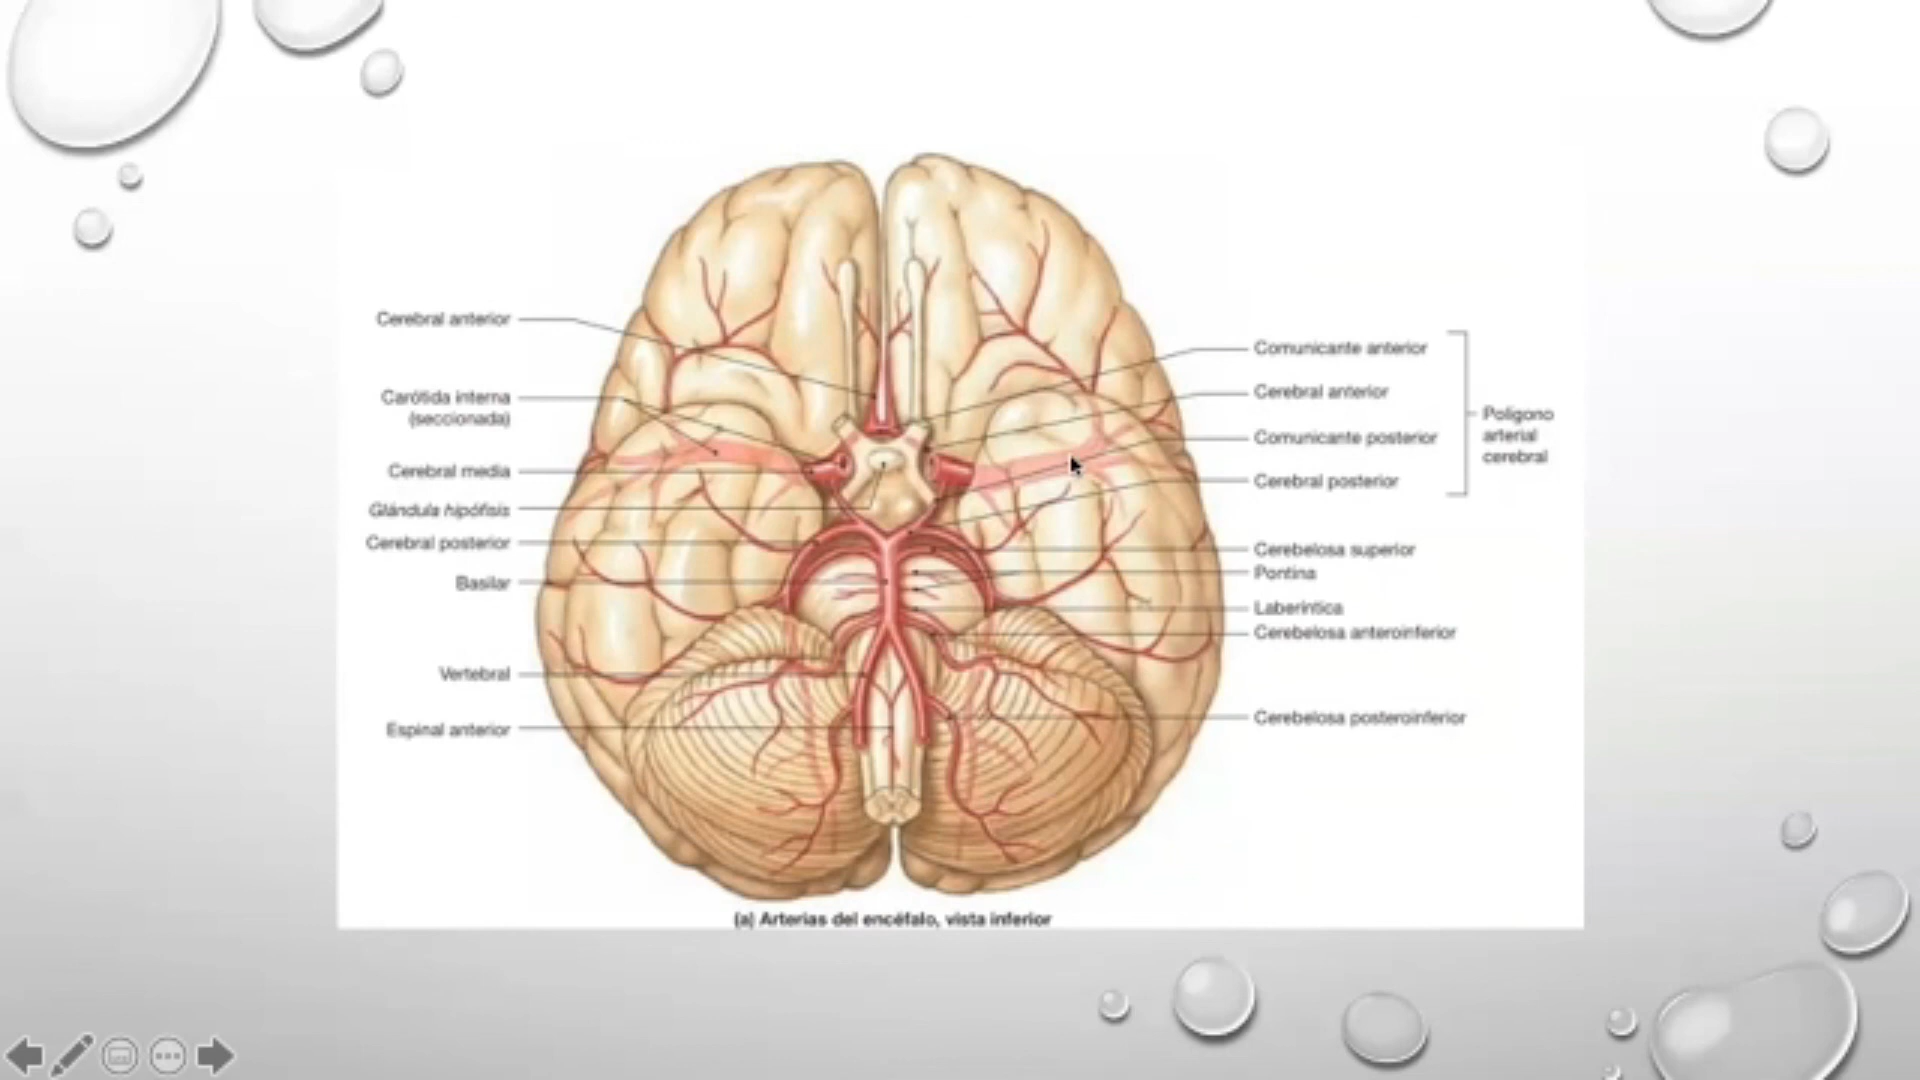 Cerebral anterior
Carótida interna
(seccionada)
Cerebral media
Glándula hipófisis
Cerebral posterior
Basilar
Vertebral
Espinal anterior
Comunicante anterior
Cerebral anterior
Comunicante posterior
Cerebral posterior
Polígono
arterial
cerebral
Cerebelosa superior
Pontina
Laberíntica
Cerebelosa anteroinferior
Cerebelosa posteroinferior
(a) Arterias del encéfalo, vista inferior